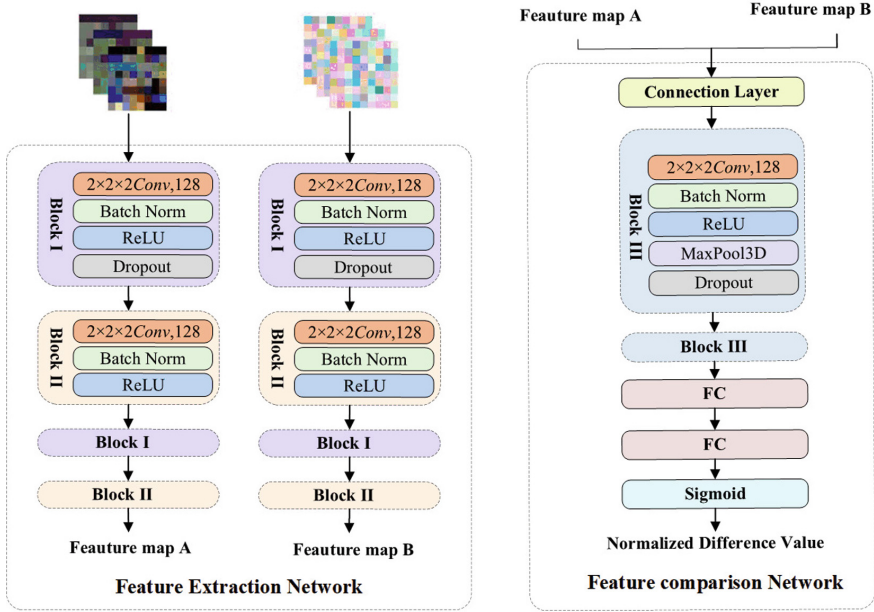 Block I
2×2×2Conv,128
Batch Norm
ReLU
Dropout
Block II
2×2×2Conv,128
Batch Norm
ReLU
Block I
Block II
Feauture map A
Block I
2×2×2Conv,128
Batch Norm
ReLU
Dropout
Block II
2×2×2Conv,128
Batch Norm
ReLU
Block I
Block II
Feauture map B
Feature Extraction Network
Feauture map A
Feauture map B
Connection Layer
Block III
2×2×2Conv,128
Batch Norm
ReLU
MaxPool3D
Dropout
Block III
FC
FC
Sigmoid
Normalized Difference Value
Feature comparison Network